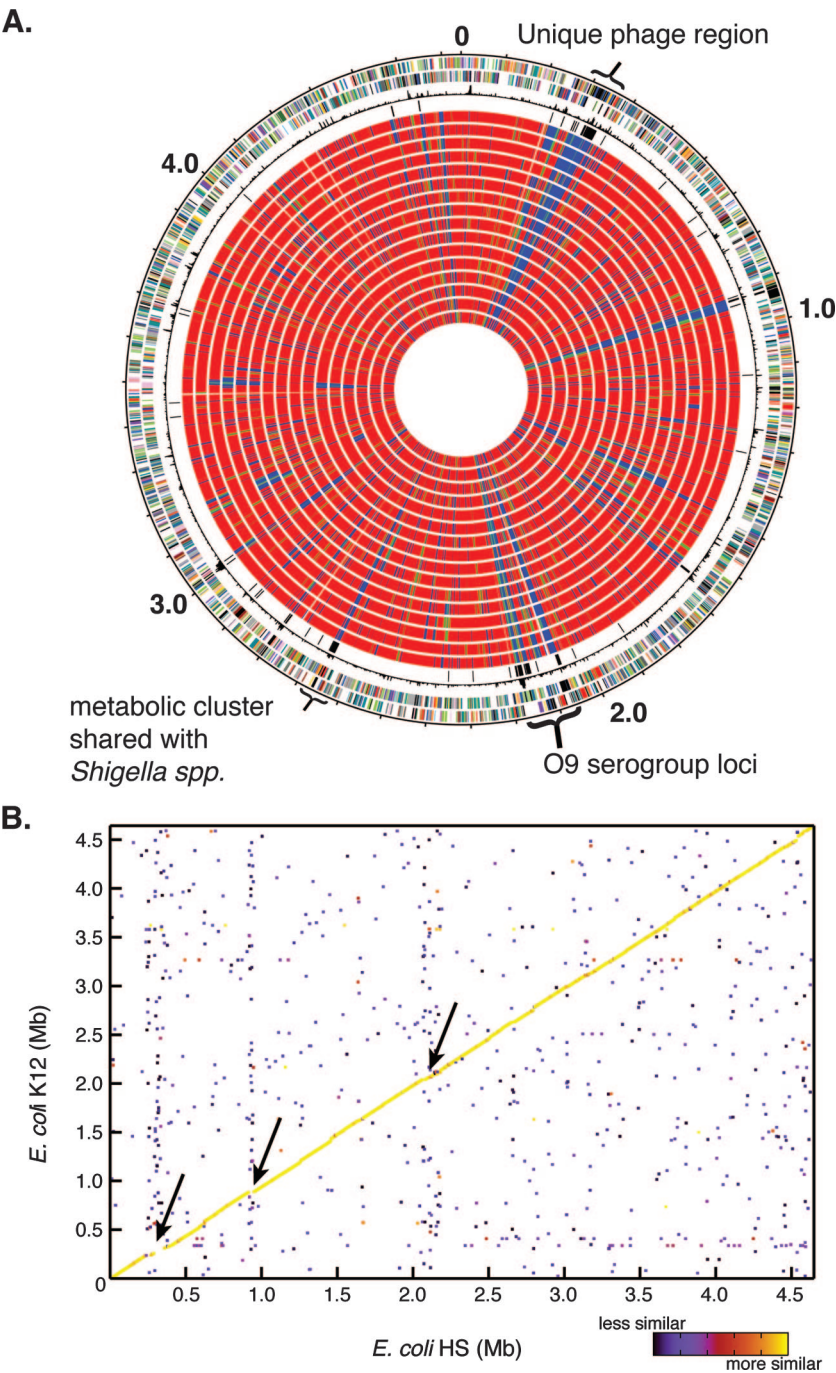 A.
0
Unique phage region
4.0
1.0
3.0
2.0
metabolic cluster
shared with
Shigella spp.
O9 serogroup loci
B.
4.5
4.0
3.5
3.0
2.5
2.0
1.5
1.0
0.5
0
E. coli K12 (Mb)
0.5 1.0 1.5 2.0 2.5 3.0 3.5 4.0 4.5
E. coli HS (Mb)
less similar
more similar